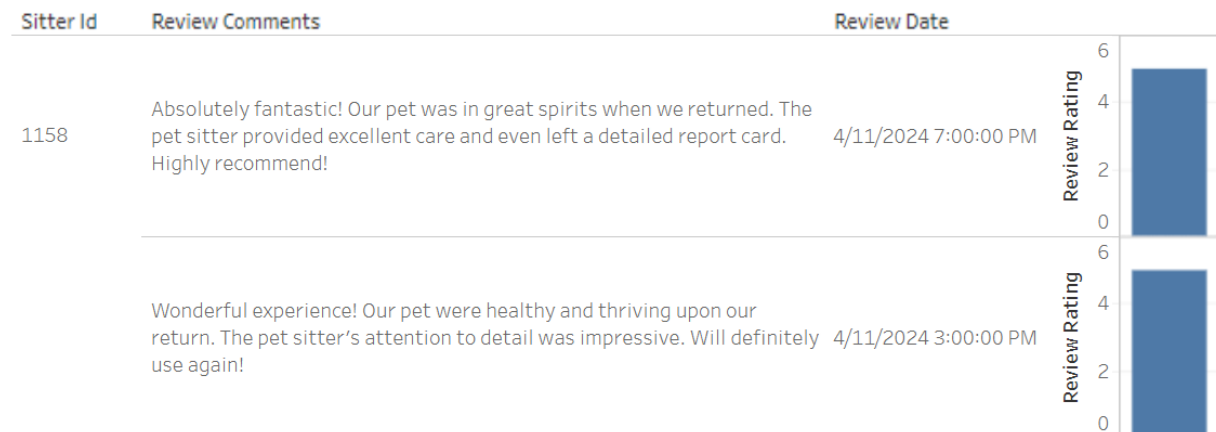 Sitter Id Review Comments Review Date
1158
Absolutely fantastic! Our pet was in great spirits when we returned. The
pet sitter provided excellent care and even left a detailed report card.
Highly recommend!
4/11/2024 7:00:00 PM
Review Rating
6
4
2
0
Wonderful experience! Our pet were healthy and thriving upon our
return. The pet sitter’s attention to detail was impressive. Will definitely
use again!
4/11/2024 3:00:00 PM
Review Rating
6
4
2
0